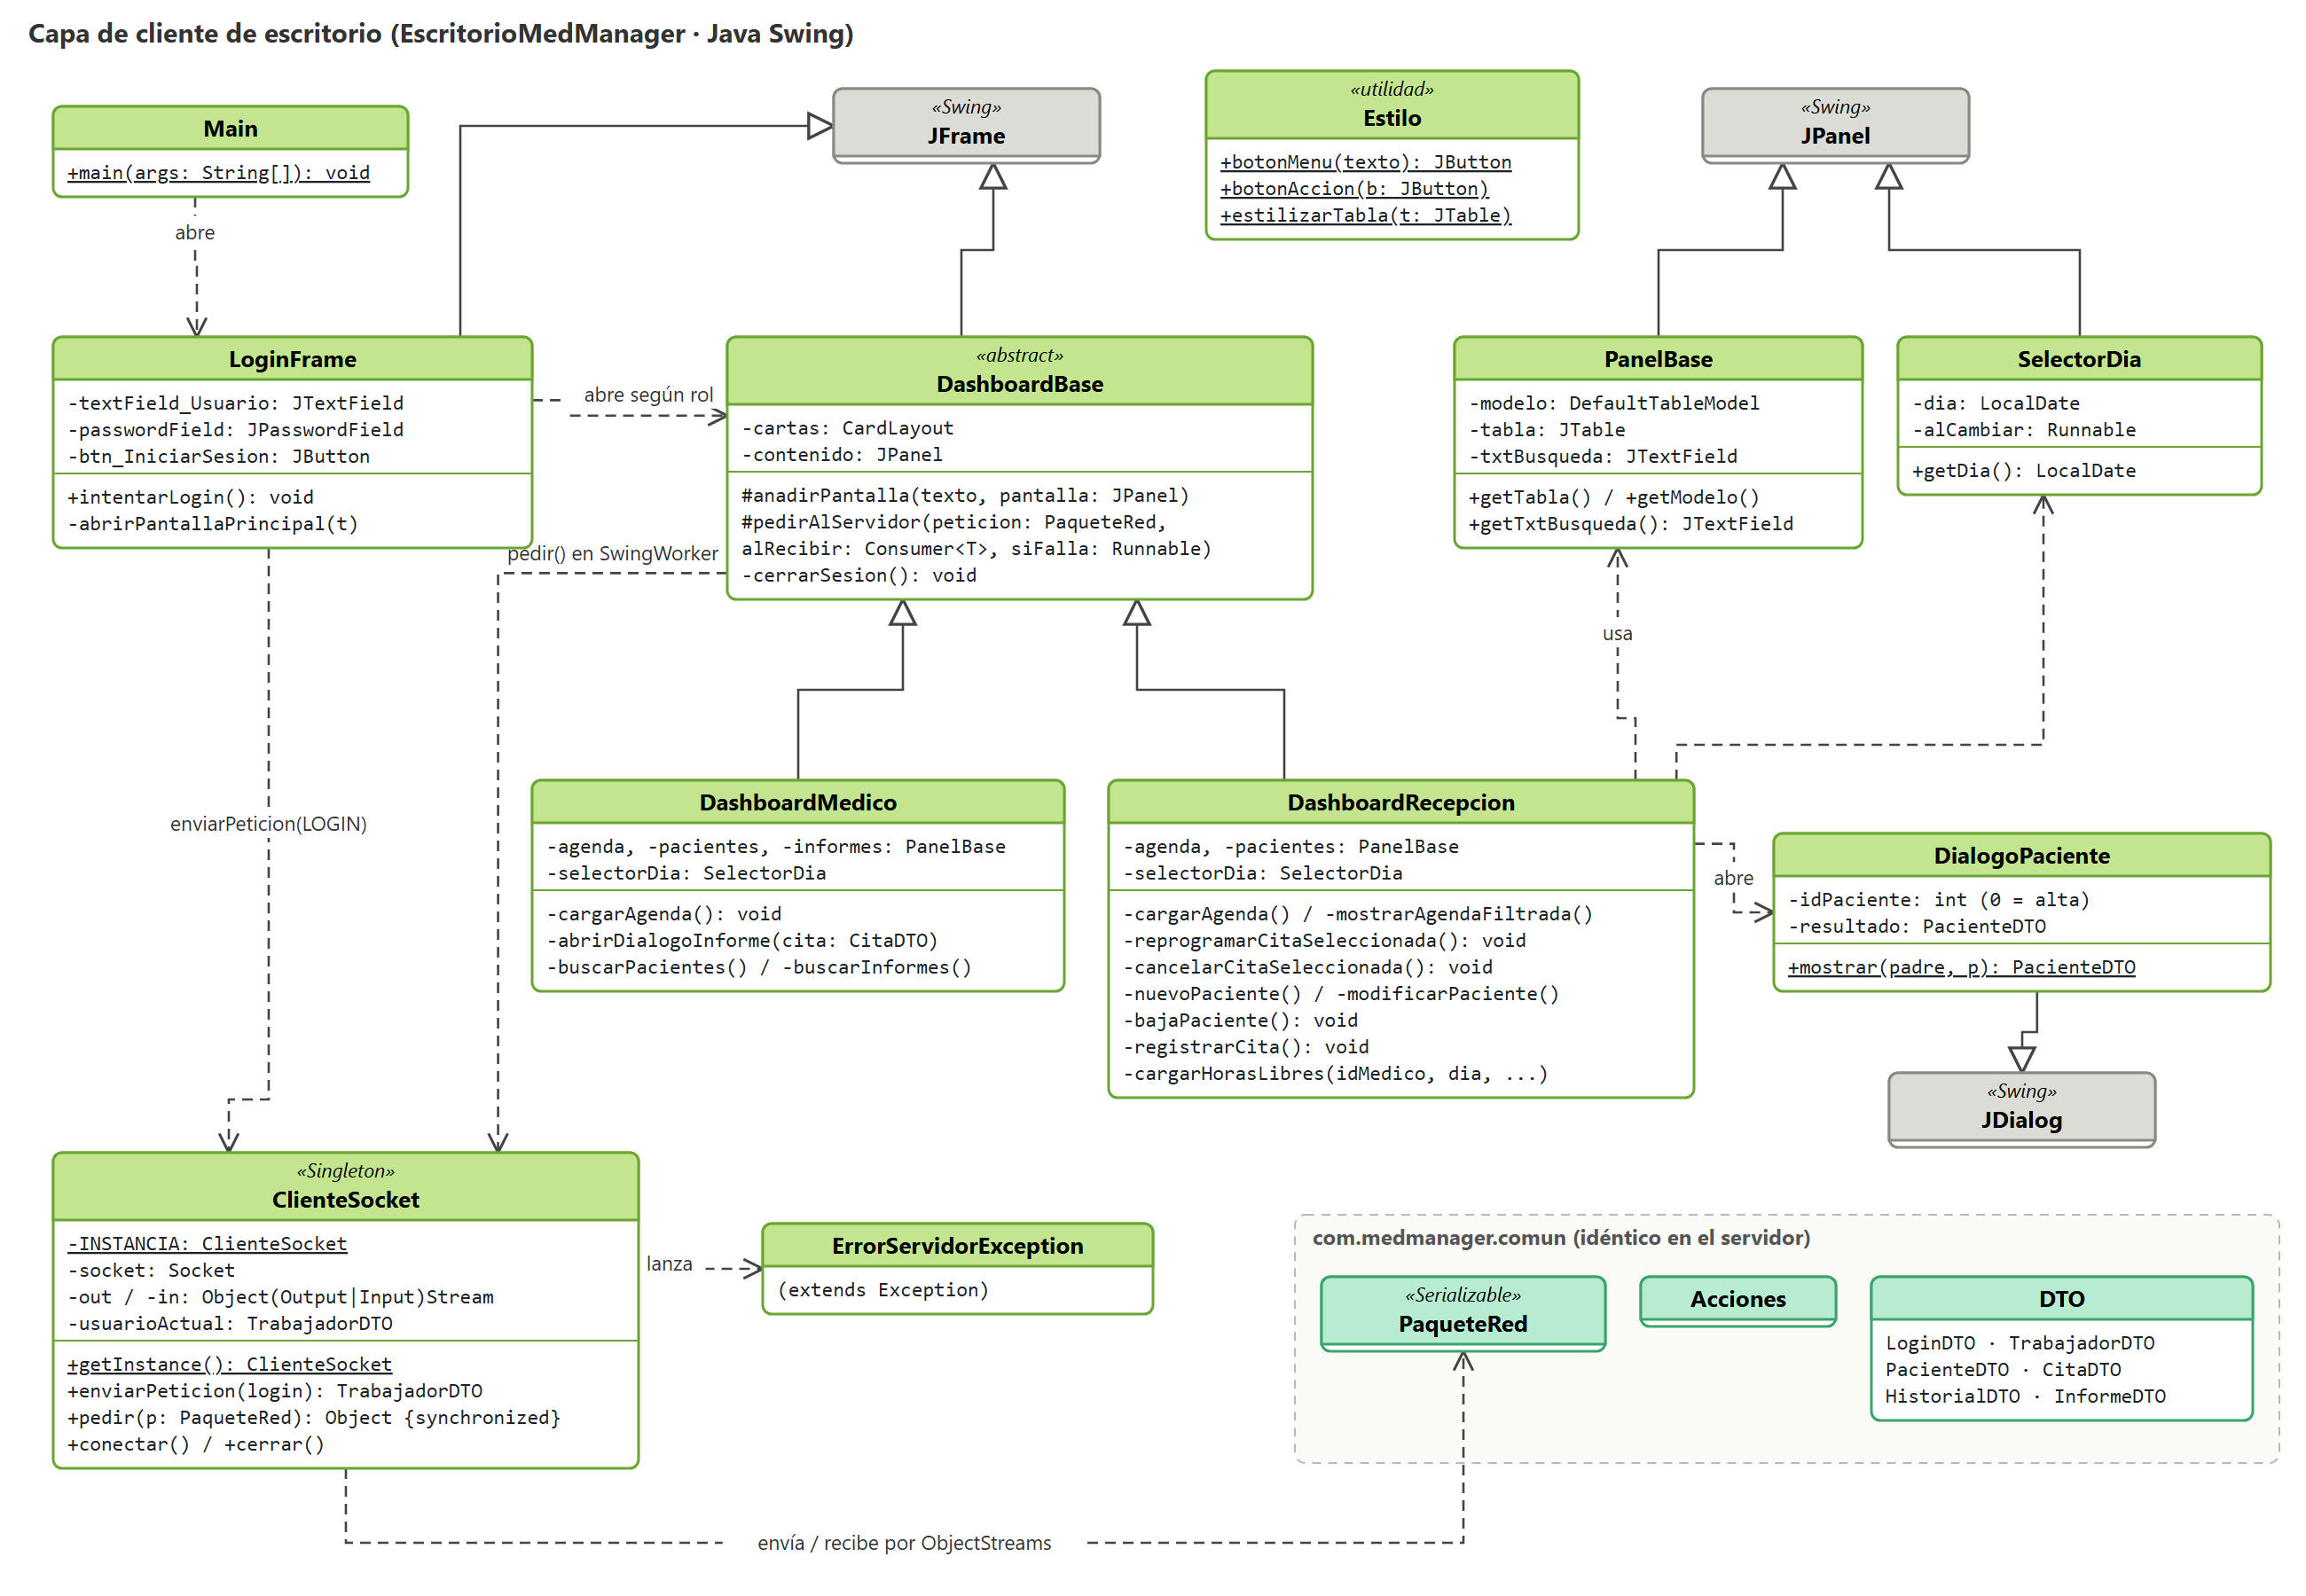 Capa de cliente de escritorio (EscritorioMedManager · Java Swing)
Main
+main(args: String[]): void
abre
«Swing»
JFrame
«utilidad»
Estilo
+botonMenu(texto): JButton
+botonAccion(b: JButton)
+estilizarTabla(t: JTable)
«Swing»
JPanel
LoginFrame
-textField_Usuario: JTextField
-passwordField: JPasswordField
-btn_IniciarSesion: JButton
+intentarLogin(): void
-abrirPantallaPrincipal(t)
abre según rol
«abstract»
DashboardBase
-cartas: CardLayout
-contenido: JPanel
#anadirPantalla(texto, pantalla: JPanel)
#pedirAlServidor(peticion: PaqueteRed,
alRecibir: Consumer<T>, siFalla: Runnable)
-cerrarSesion(): void
pedir() en SwingWorker
PanelBase
-modelo: DefaultTableModel
-tabla: JTable
-txtBusqueda: JTextField
+getTabla() / +getModelo()
+getTxtBusqueda(): JTextField
SelectorDia
-dia: LocalDate
-alCambiar: Runnable
+getDia(): LocalDate
usa
enviarPeticion(LOGIN)
DashboardMedico
-agenda, -pacientes, -informes: PanelBase
-selectorDia: SelectorDia
-cargarAgenda(): void
-abrirDialogoInforme(cita: CitaDTO)
-buscarPacientes() / -buscarInformes()
DashboardRecepcion
-agenda, -pacientes: PanelBase
-selectorDia: SelectorDia
-cargarAgenda() / -mostrarAgendaFiltrada()
-reprogramarCitaSeleccionada(): void
-cancelarCitaSeleccionada(): void
-nuevoPaciente() / -modificarPaciente()
-bajaPaciente(): void
-registrarCita(): void
-cargarHorasLibres(idMedico, dia, ...)
abre
DialogoPaciente
-idPaciente: int (0 = alta)
-resultado: PacienteDTO
+mostrar(padre, p): PacienteDTO
«Swing»
JDialog
«Singleton»
ClienteSocket
-INSTANCIA: ClienteSocket
-socket: Socket
-out / -in: Object(Output|Input)Stream
-usuarioActual: TrabajadorDTO
+getInstance(): ClienteSocket
+enviarPeticion(login): TrabajadorDTO
+pedir(p: PaqueteRed): Object {synchronized}
+conectar() / +cerrar()
lanza
ErrorServidorException
(extends Exception)
com.medmanager.comun (idéntico en el servidor)
«Serializable»
PaqueteRed
Acciones
DTO
LoginDTO · TrabajadorDTO
PacienteDTO · CitaDTO
HistorialDTO · InformeDTO
envía / recibe por ObjectStreams